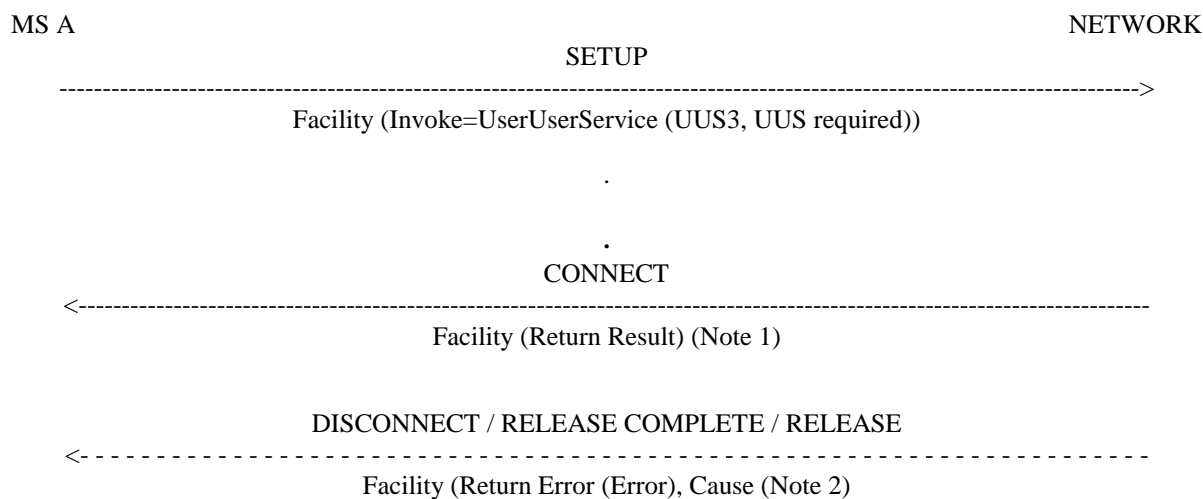 MS A NETWORK
SETUP
------------------------------------------------------------------------------------------------------------------------------>
Facility (Invoke=UserUserService (UUS3, UUS required))
.
.
CONNECT
<--------------------------------------------------------------------------------------------------------------------------
Facility (Return Result) (Note 1)
DISCONNECT / RELEASE COMPLETE / RELEASE
<- - - - - - - - - - - - - - - - - - - - - - - - - - - - - - - - - - - - - - - - - - - - - - - - - - - - - - - - - - - - - - - - - -
Facility (Return Error (Error), Cause (Note 2)